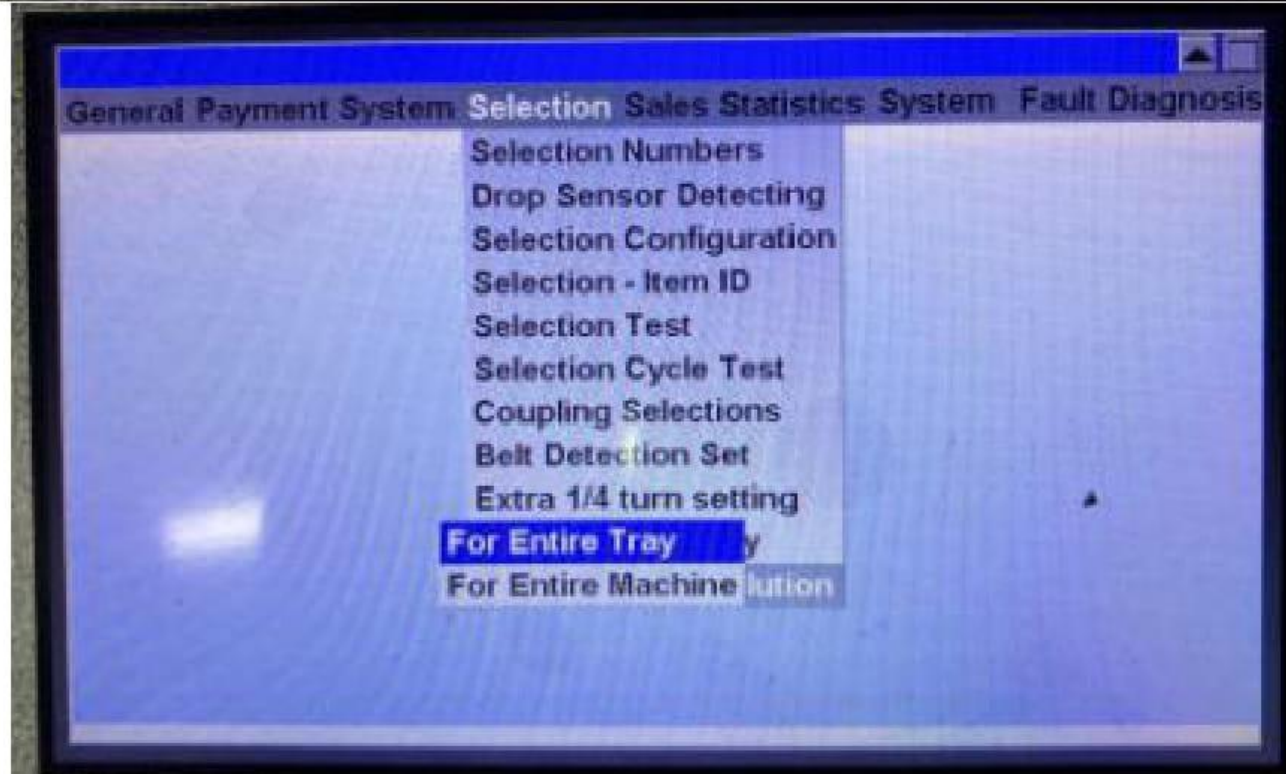 General Payment System Selection Sales Statistics System Fault Diagnosis
Selection Numbers
Drop Sensor Detecting
Selection Configuration
Selection - Item ID
Selection Test
Selection Cycle Test
Coupling Selections
Belt Detection Set
Extra 1/4 turn setting
For Entire Tray y
For Entire Machine lution